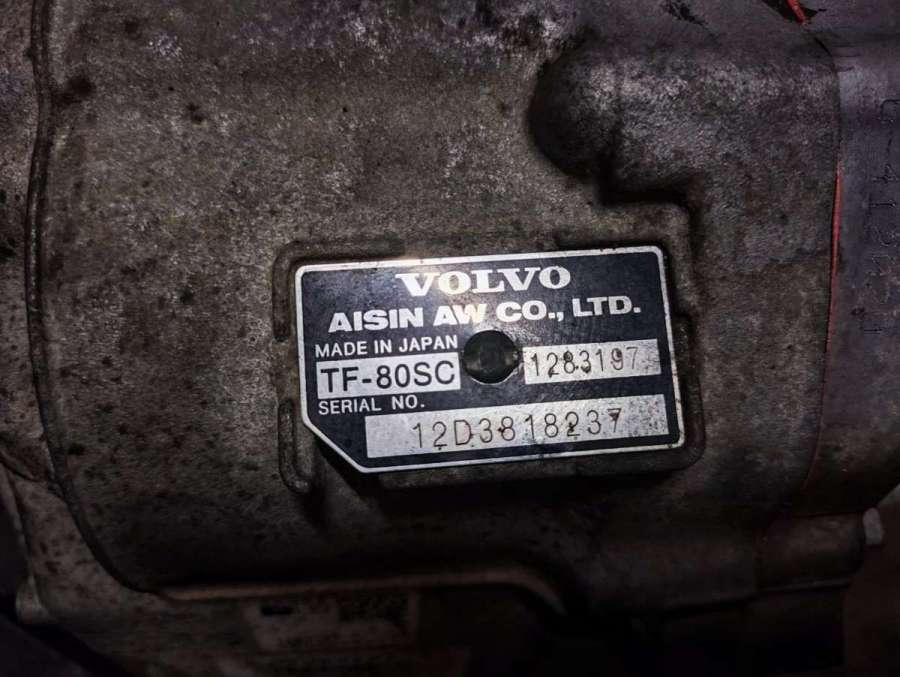 VOLVO
AISIN AW CO., LTD.
MADE IN JAPAN
TF-80SC 1283197
SERIAL NO.
12D3818237